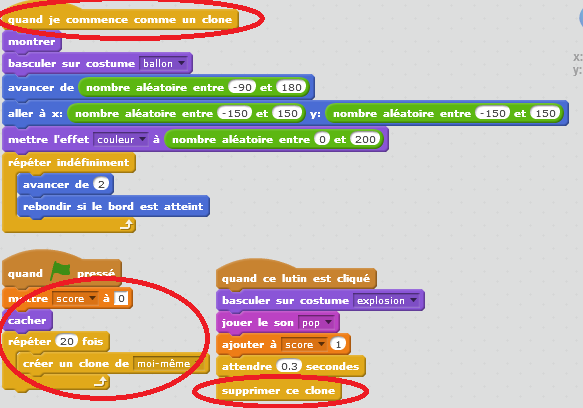 quand je commence comme un clone
montrer
basculer sur costume ballon
avancer de nombre aléatoire entre -90 et 180
aller à x: nombre aléatoire entre -150 et 150 y: nombre aléatoire entre -150 et 150
mettre l'effet couleur à nombre aléatoire entre 0 et 200
répéter indéfiniment
avancer de 2
rebondir si le bord est atteint
quand pressé
mettre score à 0
cacher
répéter 20 fois
créer un clone de moi-même
quand ce lutin est cliqué
basculer sur costume explosion
jouer le son pop
ajouter à score 1
attendre 0.3 secondes
supprimer ce clone
x:
y: